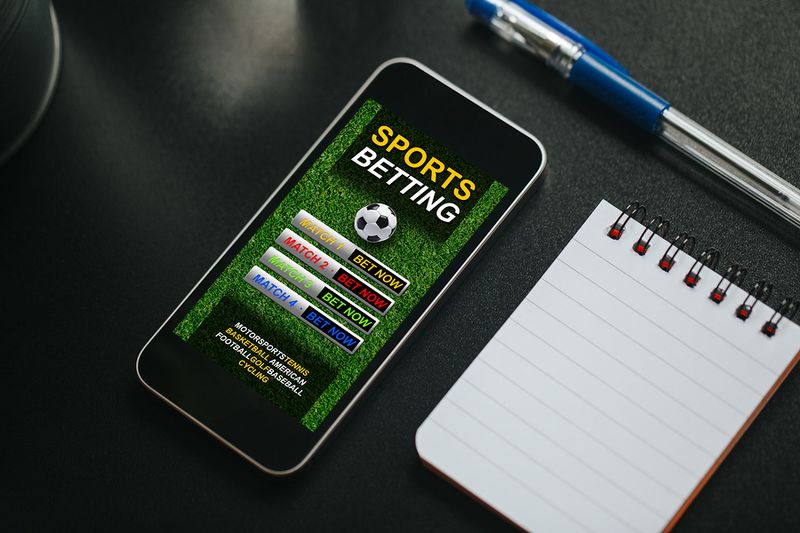 SPORTS
BETTING
MATCH 1 - BET NOW
MATCH 2 - BET NOW
MATCH 3 - BET NOW
MATCH 4 - BET NOW
MOTORSPORTSTENNIS
BASKETBALL AMERICAN
FOOTBALLGOLFBASEBALL
CYCLING